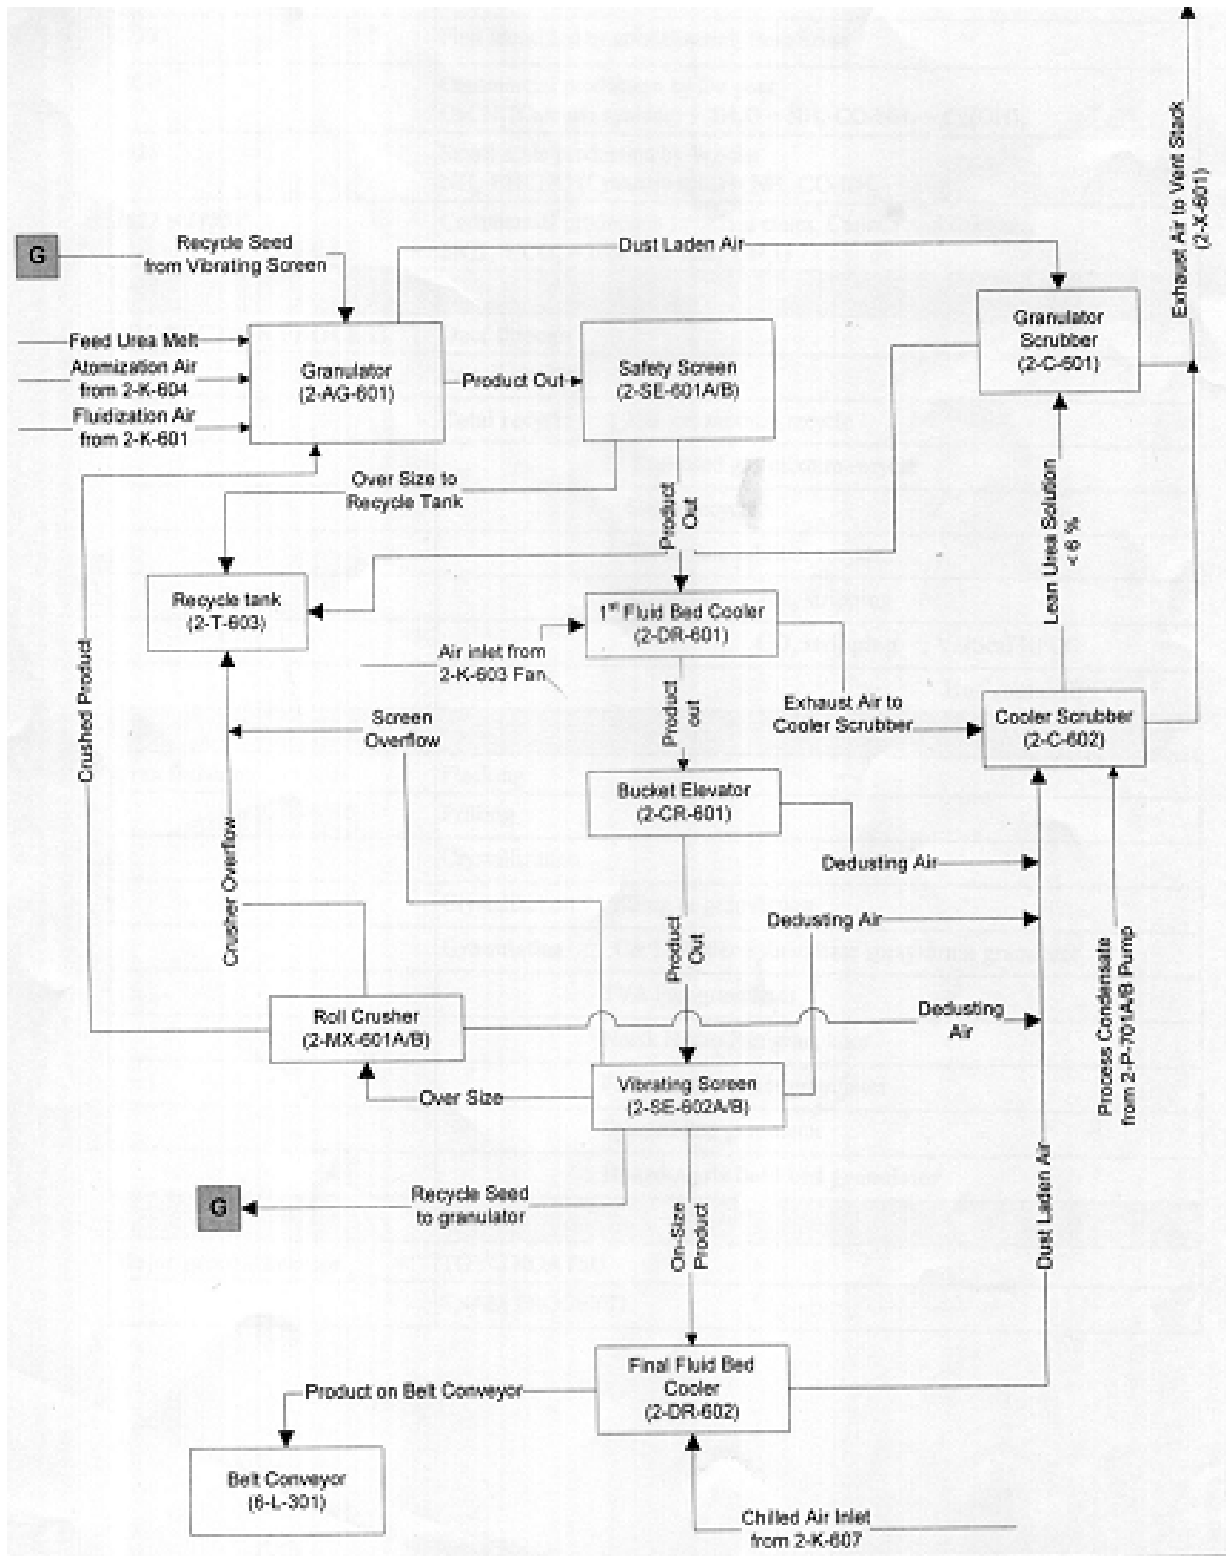 Exhaust Air to Vent Stack
(2-X-601)
G
Recycle Seed
from Vibrating Screen
Dust Laden Air
Feed Urea Melt
Atomization Air
from 2-K-604
Fluidization Air
from 2-K-601
Granulator
(2-AG-601)
Product Out
Safety Screen
(2-SE-601A/B)
Granulator
Scrubber
(2-C-601)
Over Size to
Recycle Tank
Product
Out
Lean Urea Solution
< 6 %
Recycle tank
(2-T-603)
1st Fluid Bed Cooler
(2-DR-601)
Air inlet from
2-K-603 Fan
Crushed Product
Product
out
Exhaust Air to
Cooler Scrubber
Cooler Scrubber
(2-C-602)
Screen
Overflow
Bucket Elevator
(2-CR-601)
Dedusting Air
Crusher Overflow
Product
Out
Dedusting Air
Roll Crusher
(2-MX-601A/B)
Dedusting
Air
Process Condensate
from 2-P-701A/B Pump
Over Size
Vibrating Screen
(2-SE-602A/B)
Dust Laden Air
G
Recycle Seed
to granulator
On-Size
Product
Final Fluid Bed
Cooler
(2-DR-602)
Product on Belt Conveyor
Belt Conveyor
(6-L-301)
Chilled Air Inlet
from 2-K-607